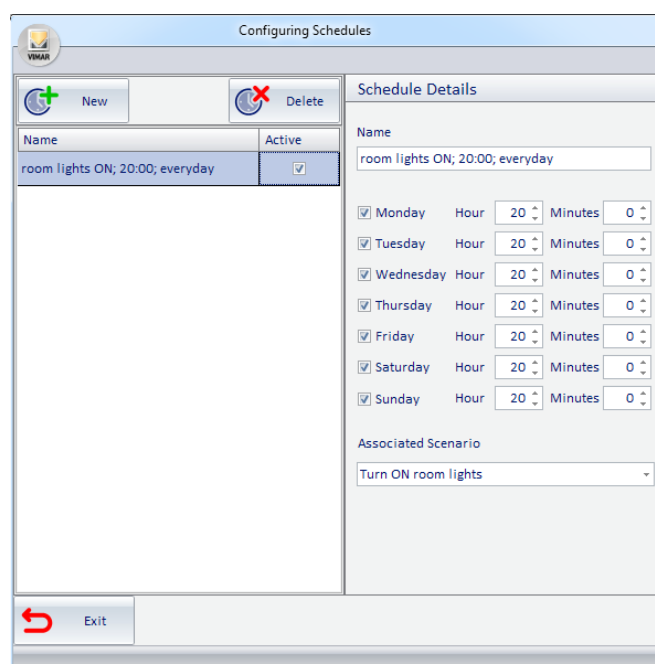 Configuring Schedules
VIMAR
New
Delete
Name Active
room lights ON; 20:00; everyday
Schedule Details
Name
room lights ON; 20:00; everyday
Monday Hour 20 Minutes 0
Tuesday Hour 20 Minutes 0
Wednesday Hour 20 Minutes 0
Thursday Hour 20 Minutes 0
Friday Hour 20 Minutes 0
Saturday Hour 20 Minutes 0
Sunday Hour 20 Minutes 0
Associated Scenario
Turn ON room lights
Exit